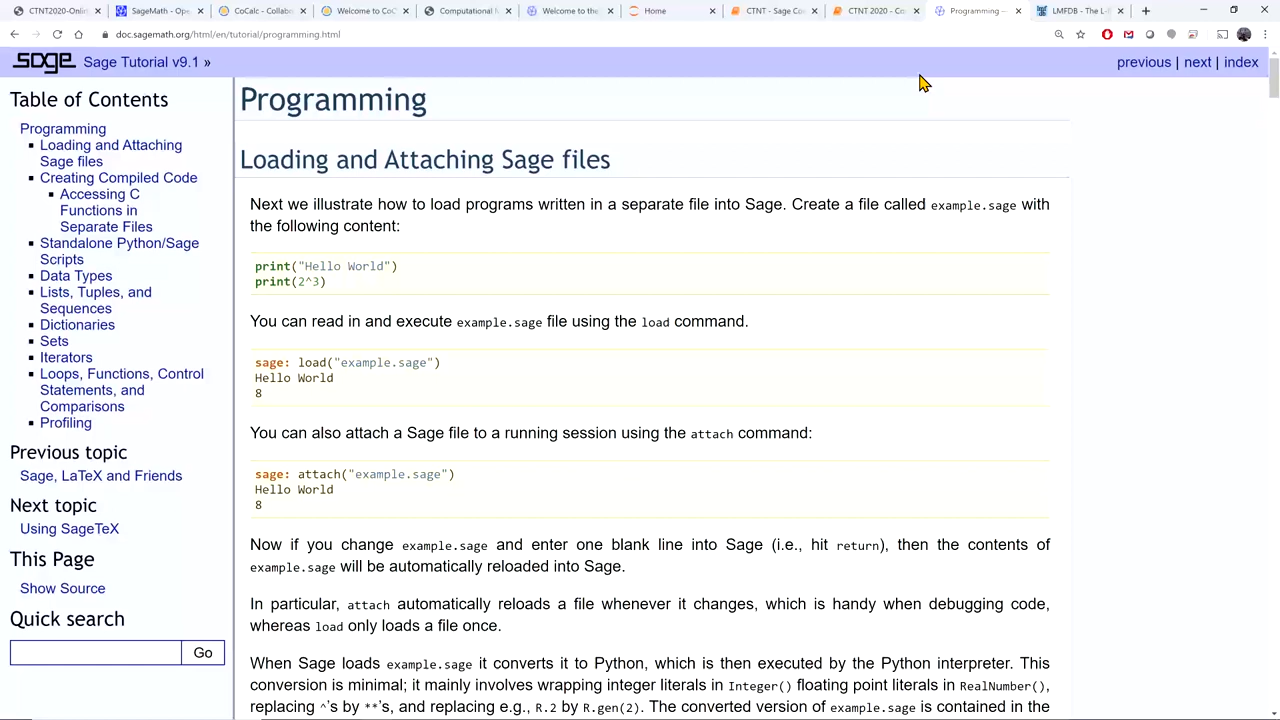 CTNT2020-Onli
SageMath - Op
CoCalc - Collab
Welcome to CoC
Computational
Welcome to the
Home
CTNT - Sage Co
CTNT 2020 - Co
Programming —
LMFDB - The L-f
doc.sagemath.org/html/en/tutorial/programming.html
sage Sage Tutorial v9.1 »
previous | next | index
Table of Contents
Programming
Loading and Attaching
Sage files
Creating Compiled Code
Accessing C
Functions in
Separate Files
Standalone Python/Sage
Scripts
Data Types
Lists, Tuples, and
Sequences
Dictionaries
Sets
Iterators
Loops, Functions, Control
Statements, and
Comparisons
Profiling
Previous topic
Sage, LaTeX and Friends
Next topic
Using SageTeX
This Page
Show Source
Quick search
Go
Programming
Loading and Attaching Sage files
Next we illustrate how to load programs written in a separate file into Sage. Create a file called example.sage with
the following content:
print("Hello World")
print(2^3)
You can read in and execute example.sage file using the load command.
sage: load("example.sage")
Hello World
8
You can also attach a Sage file to a running session using the attach command:
sage: attach("example.sage")
Hello World
8
Now if you change example.sage and enter one blank line into Sage (i.e., hit return), then the contents of
example.sage will be automatically reloaded into Sage.
In particular, attach automatically reloads a file whenever it changes, which is handy when debugging code,
whereas load only loads a file once.
When Sage loads example.sage it converts it to Python, which is then executed by the Python interpreter. This
conversion is minimal; it mainly involves wrapping integer literals in Integer() floating point literals in RealNumber(),
replacing ^'s by **'s, and replacing e.g., R.2 by R.gen(2). The converted version of example.sage is contained in the